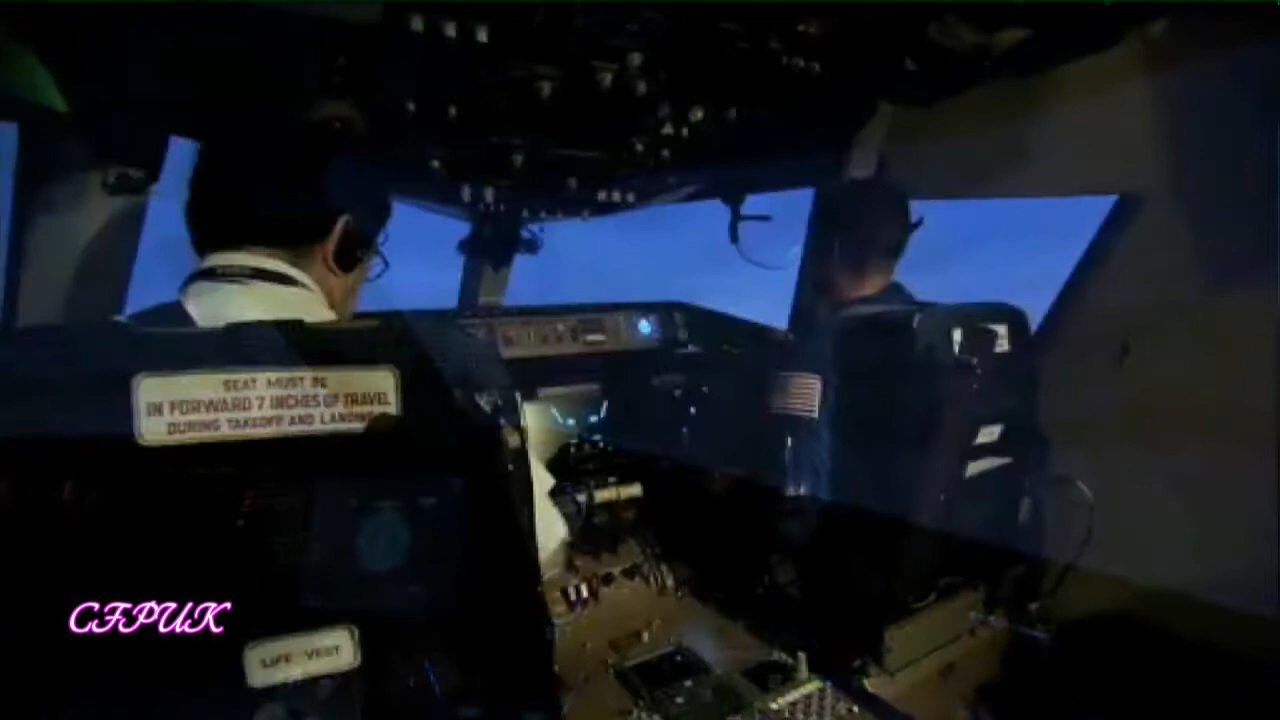 SEAT MUST BE
IN FORWARD 7 INCHES OF TRAVEL
DURING TAKEOFF AND LANDING
CFPUK
LIFE VEST